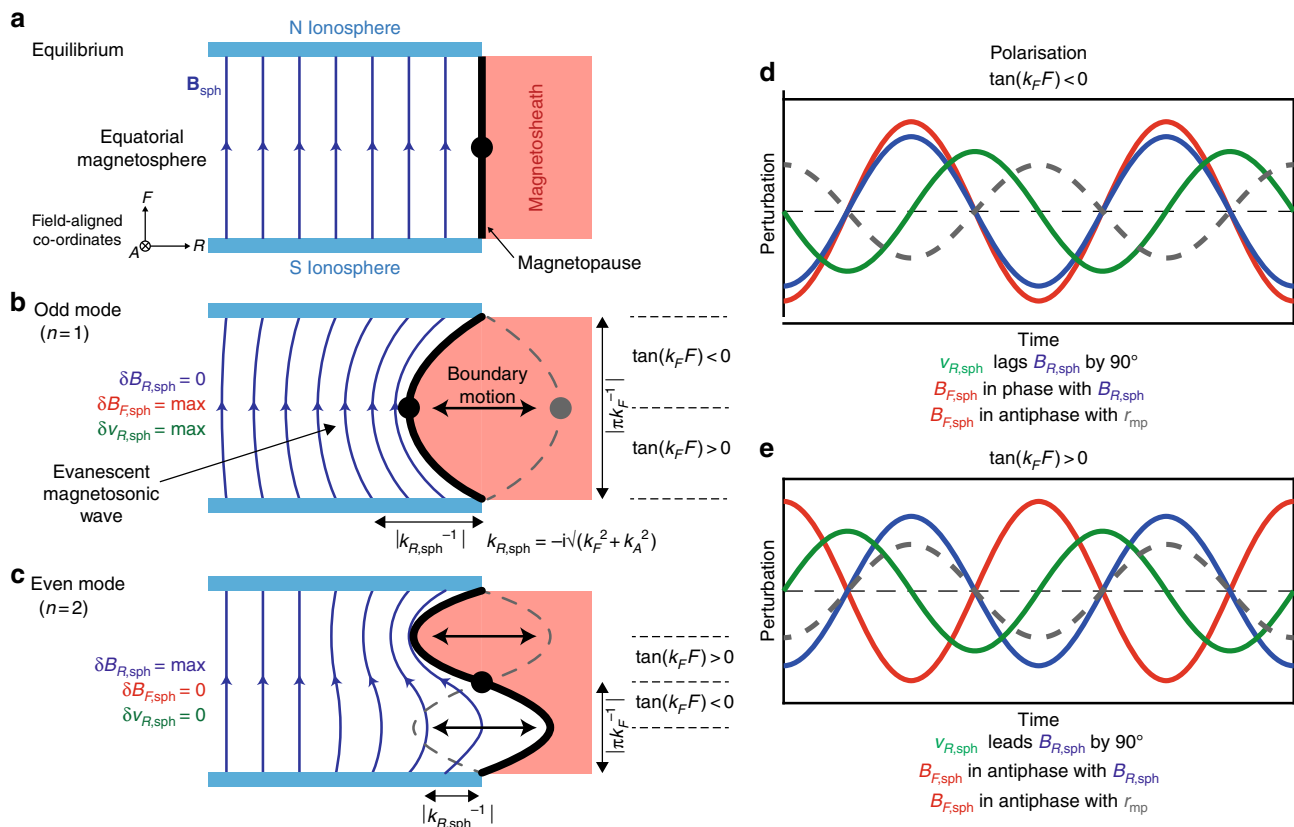 a
N Ionosphere
Equilibrium
B_sph
Equatorial
magnetosphere
Magnetosheath
F
Field-aligned
co-ordinates
A
R
S Ionosphere
Magnetopause
b
Odd mode
(n=1)
δB_R,sph = 0
δB_F,sph = max
δv_R,sph = max
Boundary
motion
|πk_F⁻¹|
tan(k_F F) < 0
tan(k_F F) > 0
Evanescent
magnetosonic
wave
|k_R,sph⁻¹|
k_R,sph = −i√(k_F² + k_A²)
c
Even mode
(n=2)
δB_R,sph = max
δB_F,sph = 0
δv_R,sph = 0
tan(k_F F) > 0
tan(k_F F) < 0
|πk_F⁻¹|
|k_R,sph⁻¹|
d
Polarisation
tan(k_F F) < 0
Perturbation
Time
v_R,sph lags B_R,sph by 90°
B_F,sph in phase with B_R,sph
B_F,sph in antiphase with r_mp
e
tan(k_F F) > 0
Perturbation
Time
v_R,sph leads B_R,sph by 90°
B_F,sph in antiphase with B_R,sph
B_F,sph in antiphase with r_mp